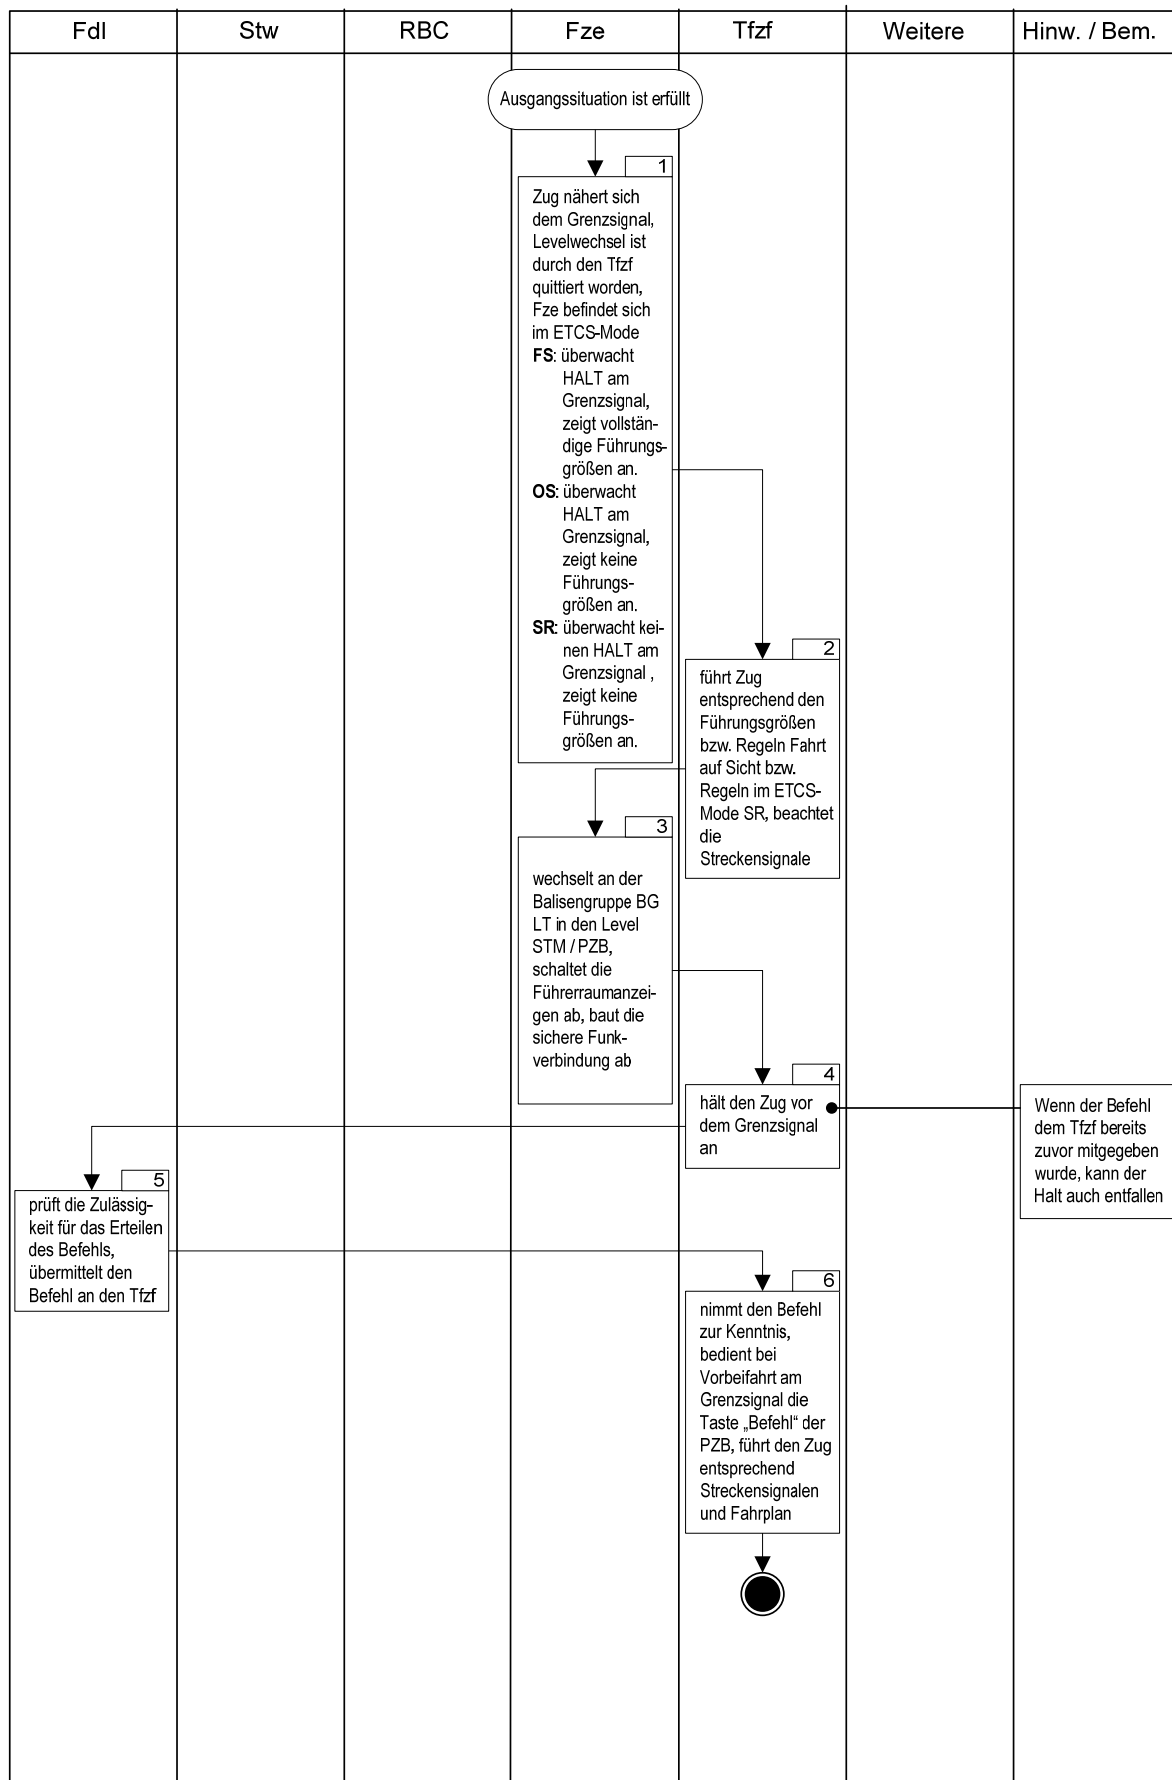 Fdl
Stw
RBC
Fze
Tfzf
Weitere
Hinw. / Bem.
Ausgangssituation ist erfüllt
1
Zug nähert sich
dem Grenzsignal,
Levelwechsel ist
durch den Tfzf
quittiert worden,
Fze befindet sich
im ETCS-Mode
FS: überwacht
HALT am
Grenzsignal,
zeigt vollstän-
dige Führungs-
größen an.
OS: überwacht
HALT am
Grenzsignal,
zeigt keine
Führungs-
größen an.
SR: überwacht kei-
nen HALT am
Grenzsignal ,
zeigt keine
Führungs-
größen an.
2
führt Zug
entsprechend den
Führungsgrößen
bzw. Regeln Fahrt
auf Sicht bzw.
Regeln im ETCS-
Mode SR, beachtet
die
Streckensignale
3
wechselt an der
Balisengruppe BG
LT in den Level
STM / PZB,
schaltet die
Führerraumanzei-
gen ab, baut die
sichere Funk-
verbindung ab
4
hält den Zug vor
dem Grenzsignal
an
Wenn der Befehl
dem Tfzf bereits
zuvor mitgegeben
wurde, kann der
Halt auch entfallen
5
prüft die Zulässig-
keit für das Erteilen
des Befehls,
übermittelt den
Befehl an den Tfzf
6
nimmt den Befehl
zur Kenntnis,
bedient bei
Vorbeifahrt am
Grenzsignal die
Taste „Befehl“ der
PZB, führt den Zug
entsprechend
Streckensignalen
und Fahrplan